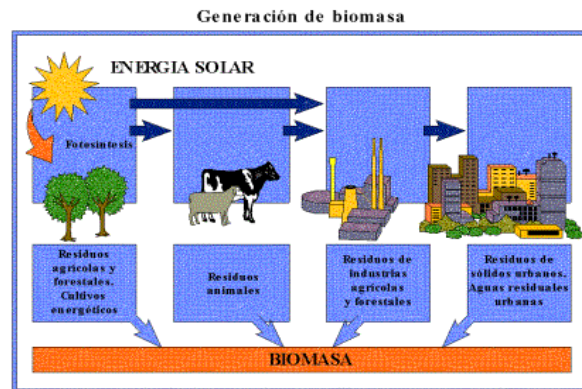 Generación de biomasa
ENERGIA SOLAR
Fotosíntesis
Residuos
agrícolas y
forestales.
Cultivos
energéticos
Residuos
animales
Residuos de
industrias
agrícolas
y forestales
Residuos de
sólidos urbanos.
Aguas residuales
urbanas
BIOMASA